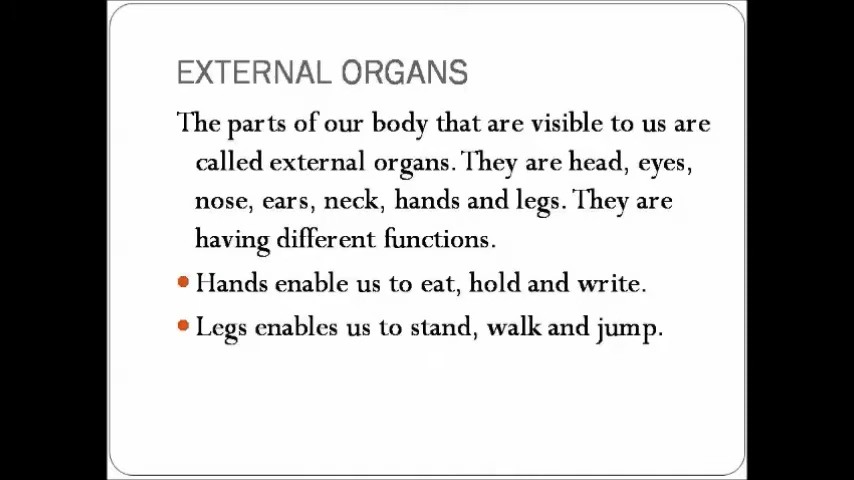 EXTERNAL ORGANS
The parts of our body that are visible to us are
called external organs. They are head, eyes,
nose, ears, neck, hands and legs. They are
having different functions.
• Hands enable us to eat, hold and write.
• Legs enables us to stand, walk and jump.